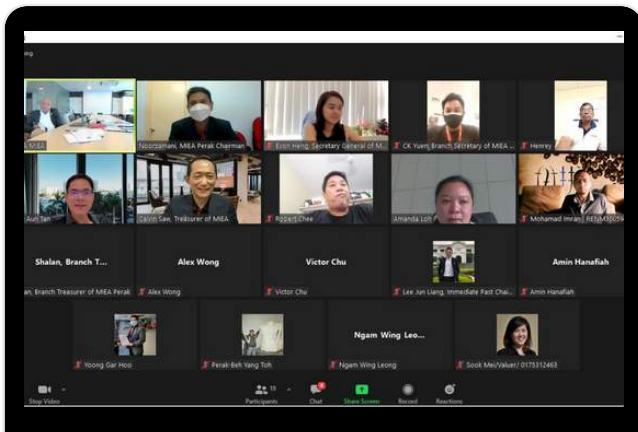 MIEA
Noorzamani, MIEA Perak Chairman
Evon Heng, Secretary General of M...
CK Yuen, Branch Secretary of MIEA ...
Henrey
Aun Tan
Calvin Saw, Treasurer of MIEA
Robert Chee
Amanda Loh
Mohamad Imran | REN
Shalan, Branch T...
an, Branch Treasurer of MIEA Perak
Alex Wong
Alex Wong
Victor Chu
Victor Chu
Lee Jun Liang, Immediate Past Chai...
Amin Hanafiah
Amin Hanafiah
Yoong Gar Hoo
Perak-Beh Yang Toh
Ngam Wing Leo...
Ngam Wing Leong
Sook Mei/Valuer/ 0175312463
Stop Video
Participants
19
Chat
Share Screen
Record
Reactions